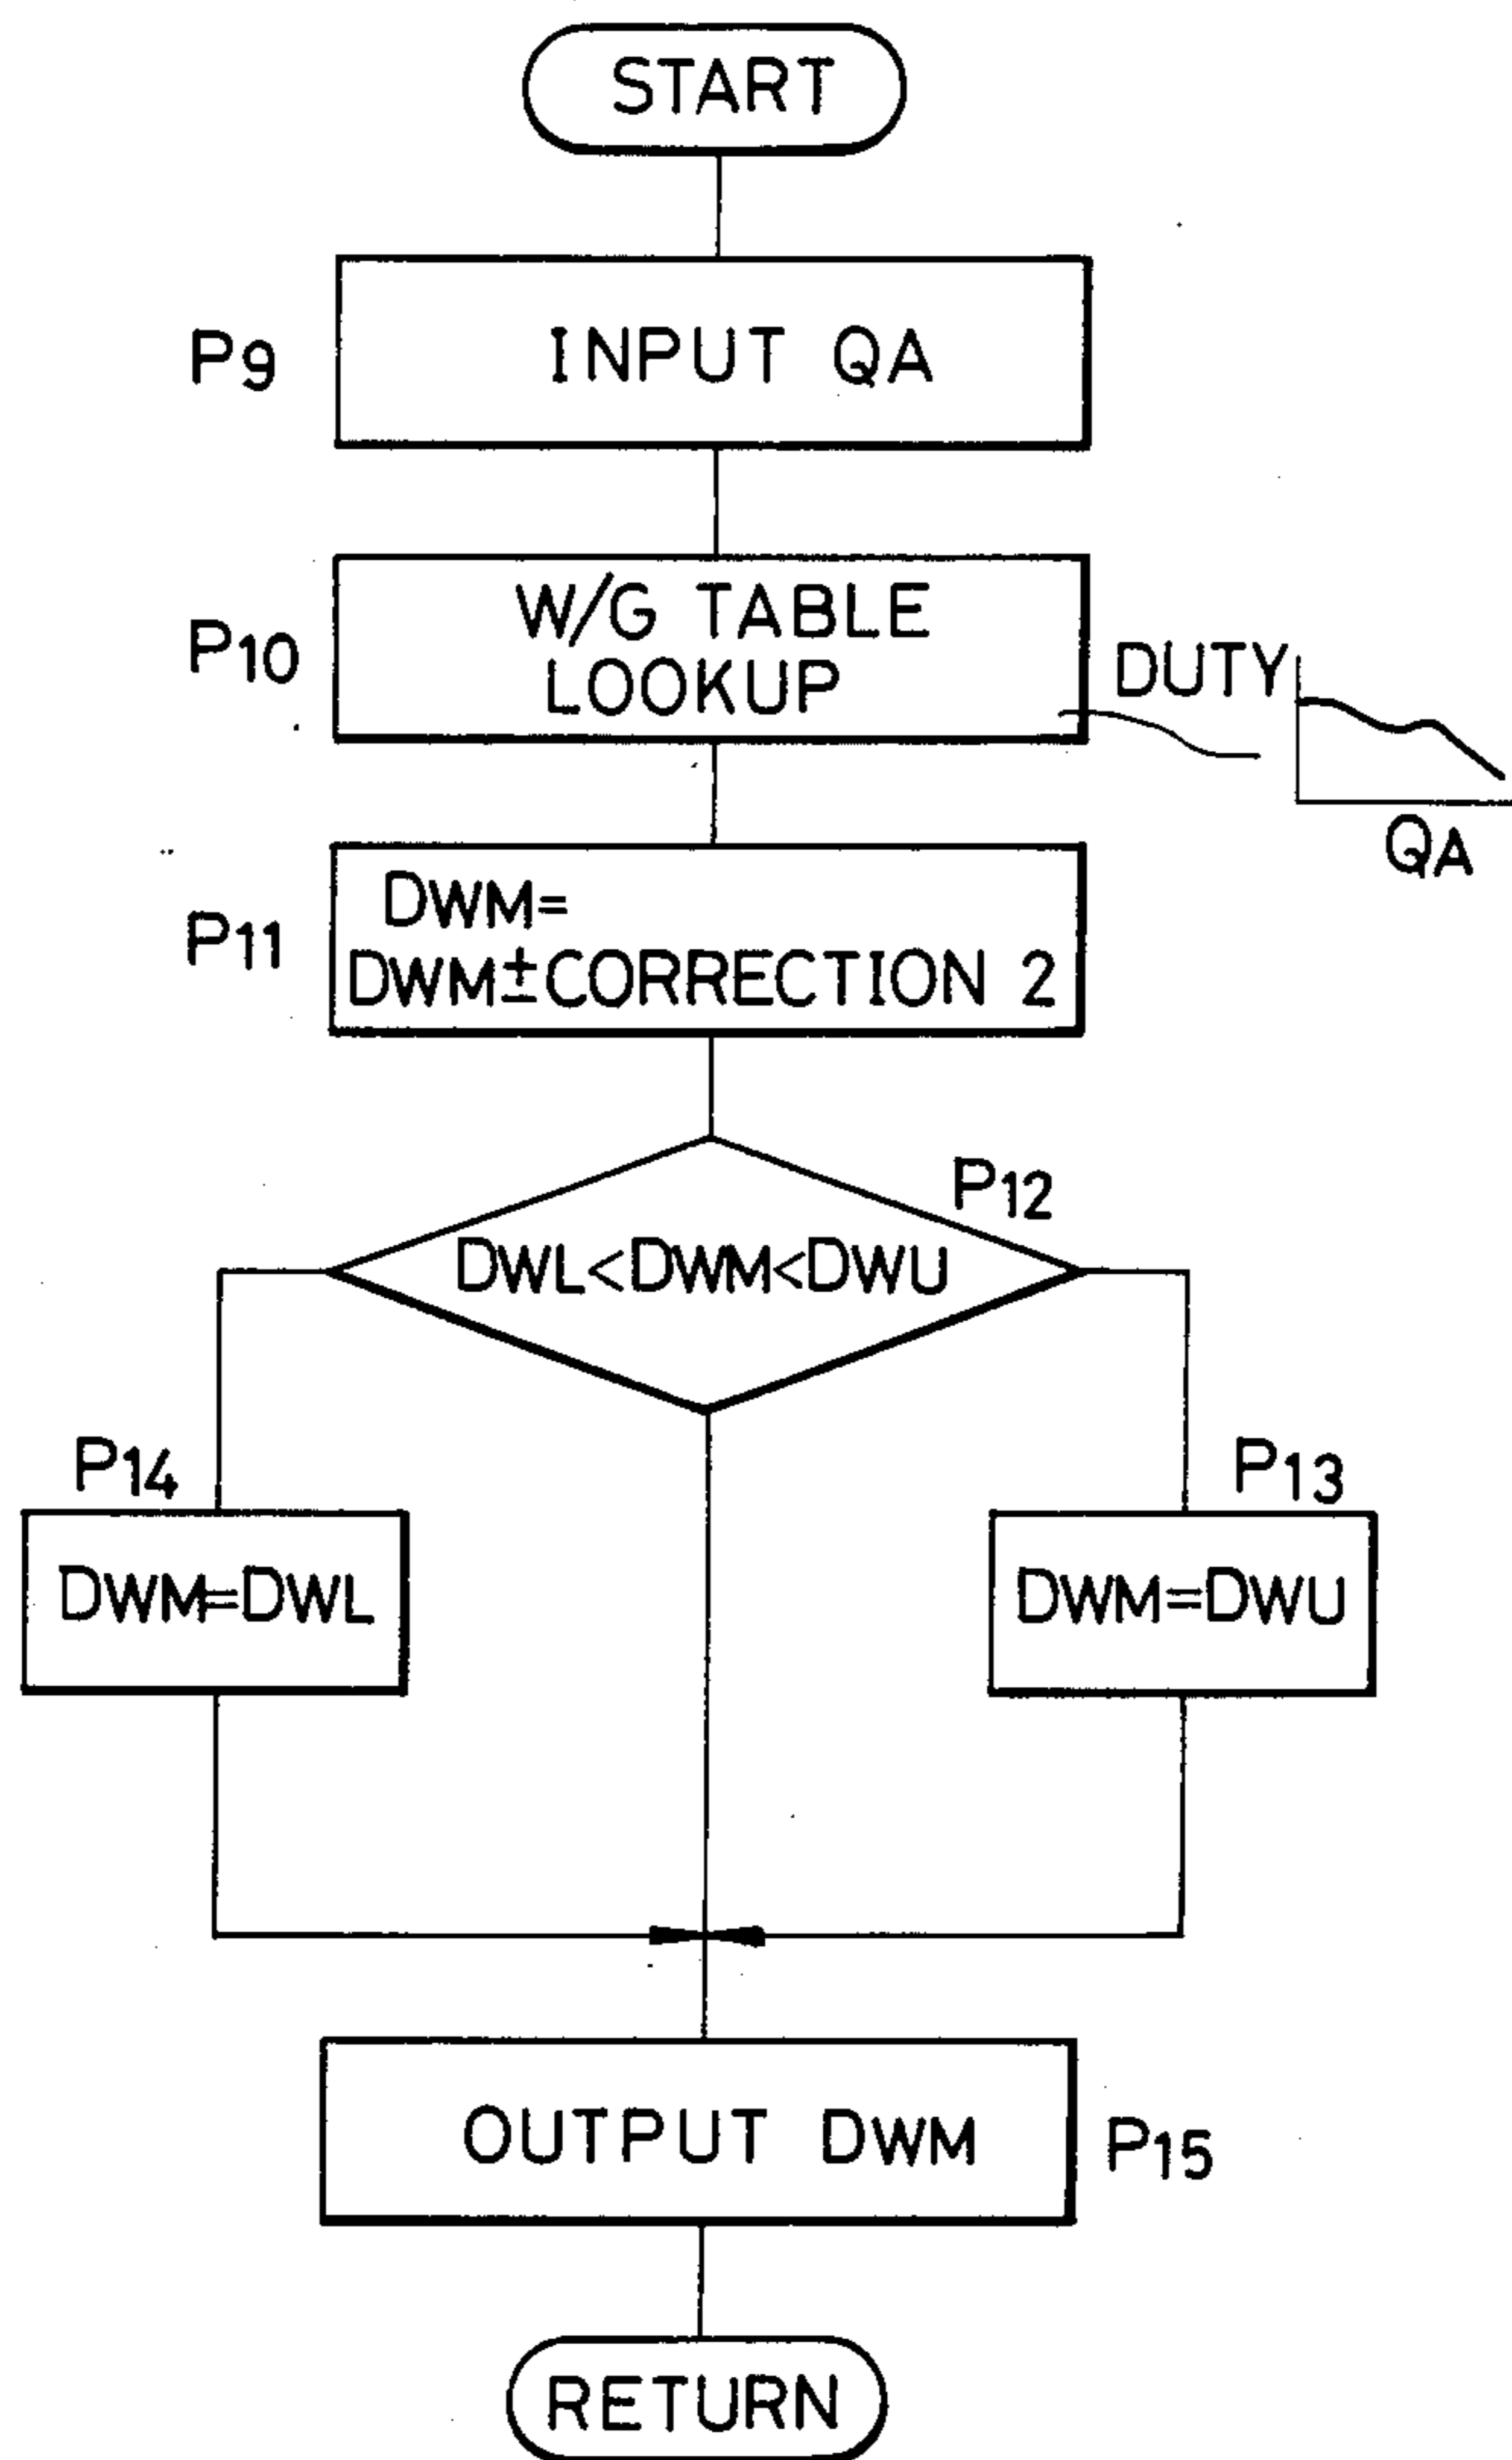 START
P9
INPUT QA
P10
W/G TABLE
LOOKUP
DUTY
QA
P11
DWM=
DWM±CORRECTION 2
P12
DWL<DWM<DWU
P14
DWM=DWL
P13
DWM=DWU
OUTPUT DWM
P15
RETURN